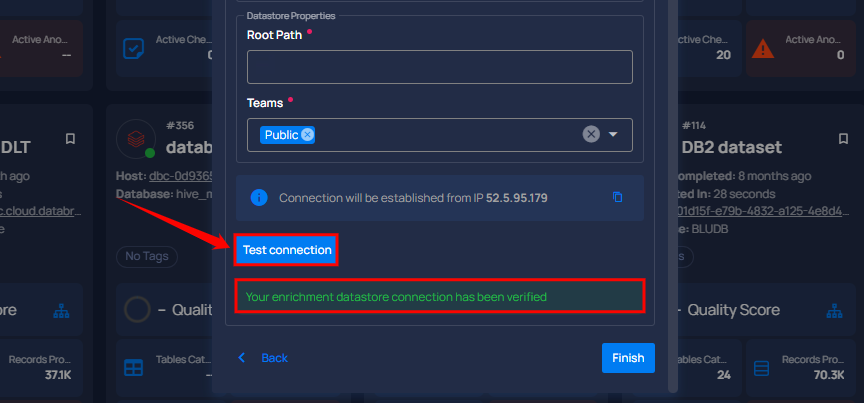 Active Ano...
--
Active Che...
Datastore Properties
Root Path *
Teams *
Public
Connection will be established from IP 52.5.95.179
Test connection
Your enrichment datastore connection has been verified
Back
Finish
Active Che...
20
Active Ano...
0
DLT
h ago
c.cloud.databr...
ore
Records Pro...
37.1K
#356
datab
Host: dbc-0d9365
Database: hive_m
No Tags
– Quality
Tables Cat...
--
#114
DB2 dataset
ompleted: 8 months ago
ted In: 28 seconds
01d15f-e79b-4832-a125-4e8d4...
se: BLUDB
s
- Quality Score
ables Cat...
24
Records Pro...
70.3K